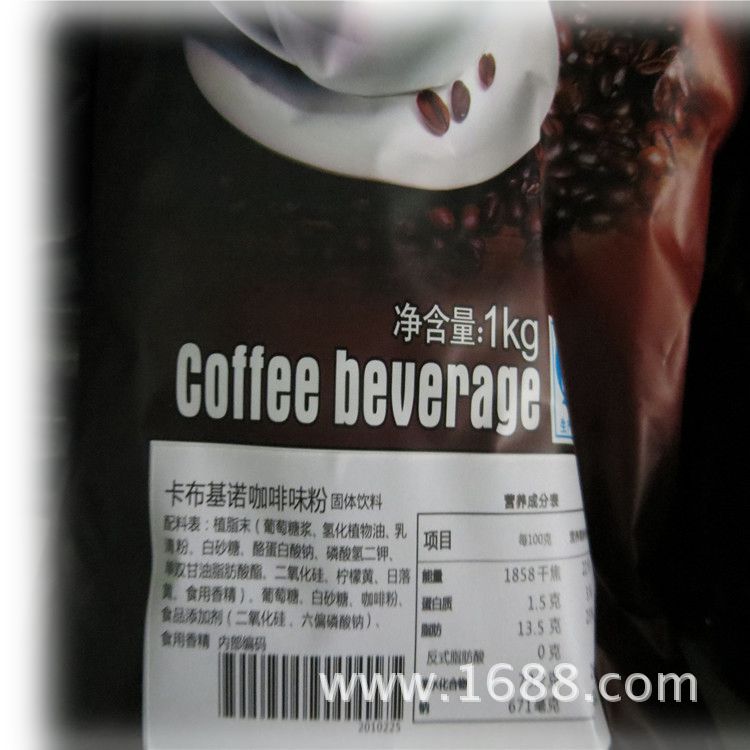 净含量:1kg
Coffee beverage
卡布基诺咖啡味粉 固体饮料
配料表：植脂末（葡萄糖浆、氢化植物油、乳
清粉、白砂糖、酪蛋白酸钠、磷酸氢二钾、
单双甘油脂肪酸酯、二氧化硅、柠檬黄、日落
黄、食用香精）、葡萄糖、白砂糖、咖啡粉、
食品添加剂（二氧化硅、六偏磷酸钠）、
食用香精 内部编码
2010225
营养成分表
项目 每100克
能量 1858千焦
蛋白质 1.5克
脂肪 13.5克
反式脂肪酸 0克
水化合物
钠 671毫克
www.1688.com